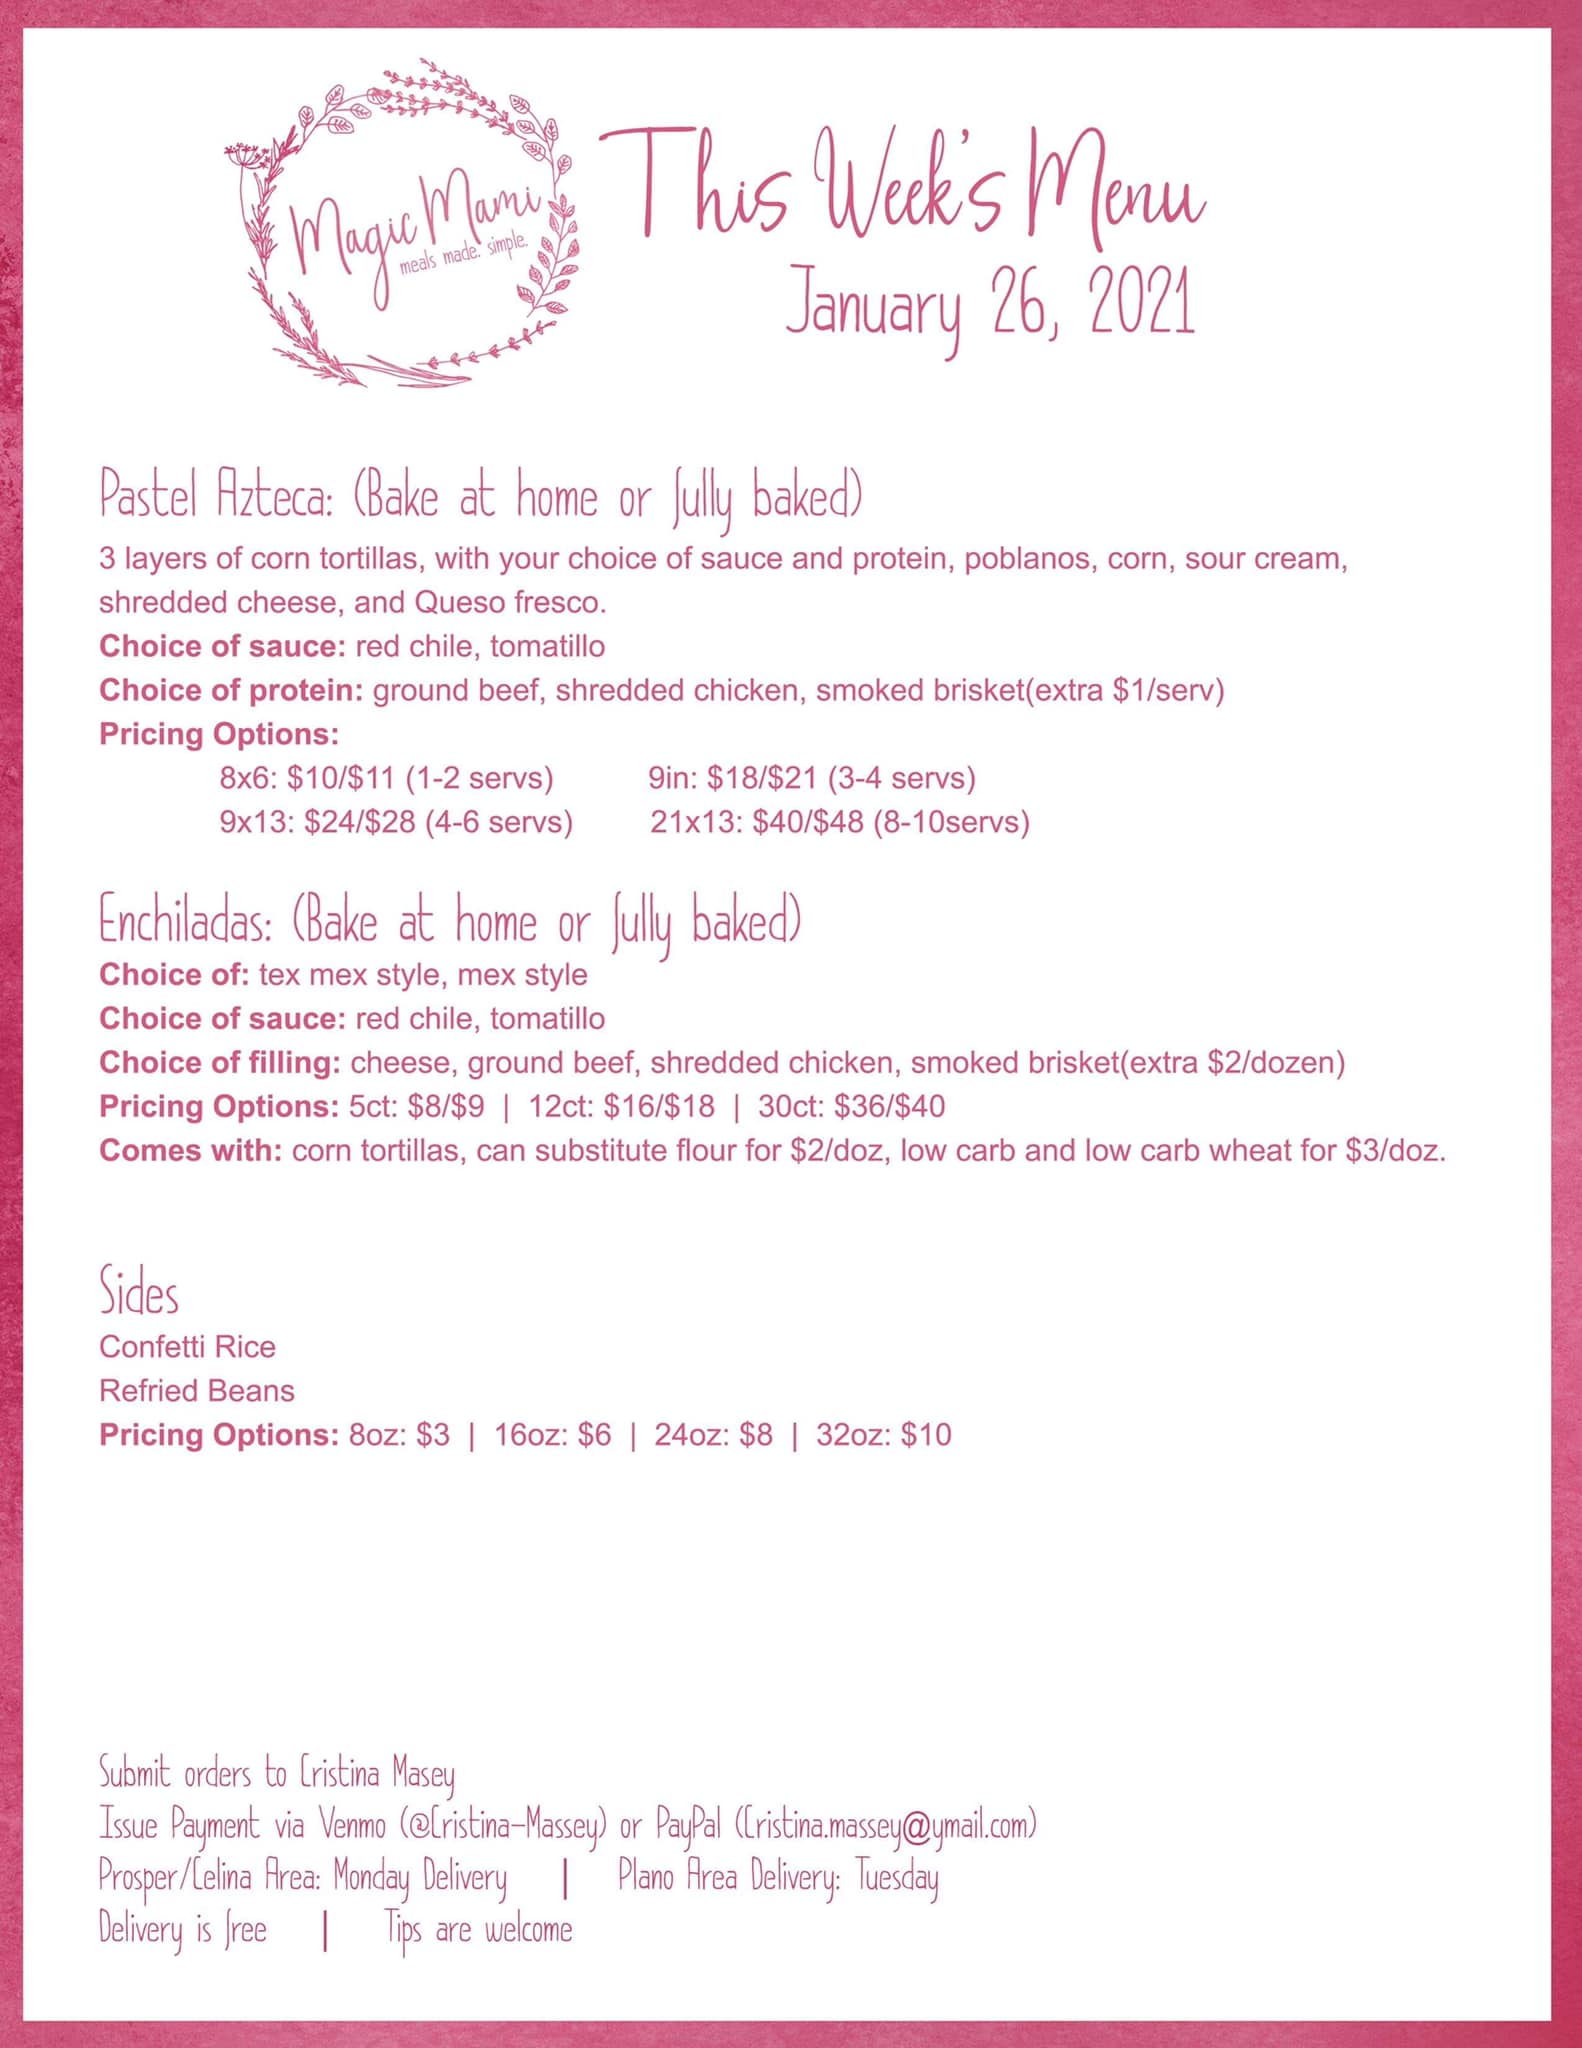 Magic Mami
meals made. simple.
This Week's Menu
January 26, 2021
Pastel Azteca: (Bake at home or fully baked)
3 layers of corn tortillas, with your choice of sauce and protein, poblanos, corn, sour cream,
shredded cheese, and Queso fresco.
Choice of sauce: red chile, tomatillo
Choice of protein: ground beef, shredded chicken, smoked brisket(extra $1/serv)
Pricing Options:
8x6: $10/$11 (1-2 servs) 9in: $18/$21 (3-4 servs)
9x13: $24/$28 (4-6 servs) 21x13: $40/$48 (8-10servs)
Enchiladas: (Bake at home or fully baked)
Choice of: tex mex style, mex style
Choice of sauce: red chile, tomatillo
Choice of filling: cheese, ground beef, shredded chicken, smoked brisket(extra $2/dozen)
Pricing Options: 5ct: $8/$9 | 12ct: $16/$18 | 30ct: $36/$40
Comes with: corn tortillas, can substitute flour for $2/doz, low carb and low carb wheat for $3/doz.
Sides
Confetti Rice
Refried Beans
Pricing Options: 8oz: $3 | 16oz: $6 | 24oz: $8 | 32oz: $10
Submit orders to Cristina Masey
Issue Payment via Venmo (@Cristina-Massey) or PayPal (Cristina.massey@ymail.com)
Prosper/Celina Area: Monday Delivery | Plano Area Delivery: Tuesday
Delivery is free | Tips are welcome